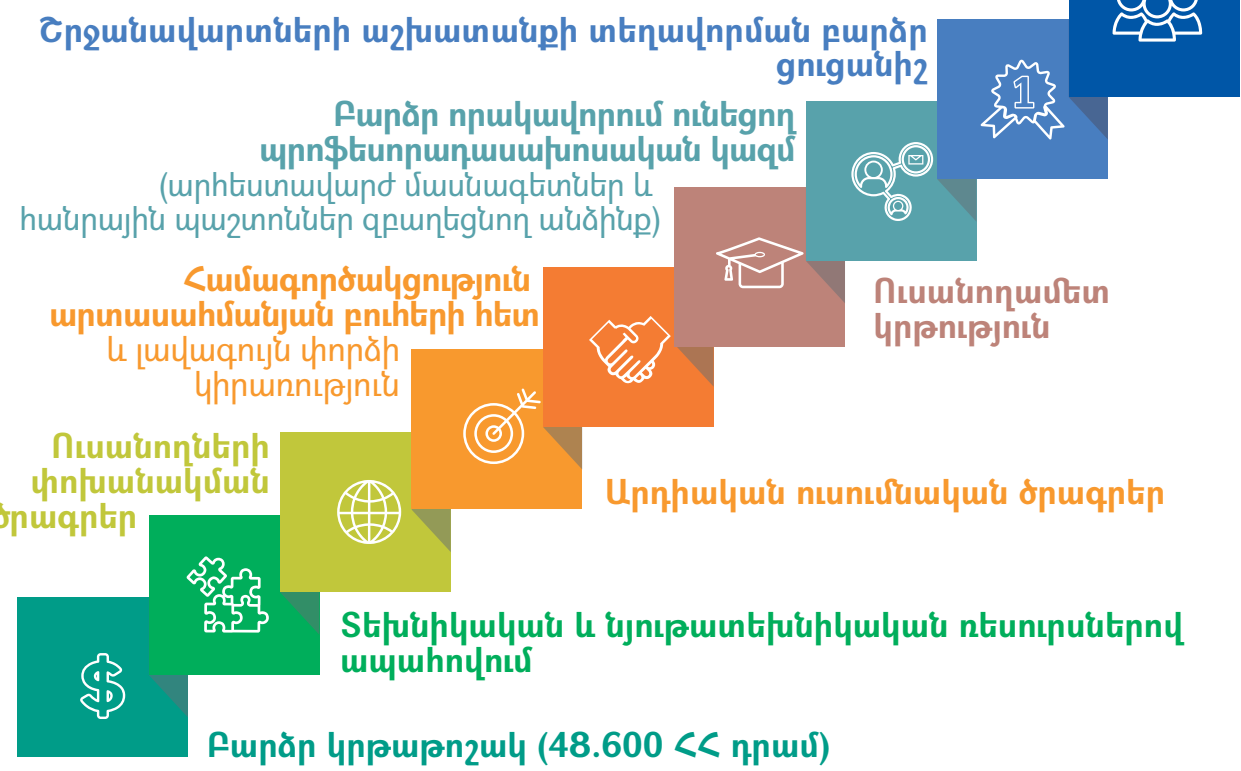 Շրջանավարտների աշխատանքի տեղավորման բարձր
ցուցանիշ
1
Բարձր որակավորում ունեցող
պրոֆեսորադասախոսական կազմ
(արհեստավարժ մասնագետներ և
հանրային պաշտոններ զբաղեցնող անձինք)
Ուսանողամետ
կրթություն
Համագործակցություն
արտասահմանյան բուհերի հետ
և լավագույն փորձի
կիրառություն
Ուսանողների
փոխանակման
ծրագրեր
Արդիական ուսումնական ծրագրեր
Տեխնիկական և նյութատեխնիկական ռեսուրսներով
ապահովում
$
Բարձր կրթաթոշակ (48.600 ՀՀ դրամ)